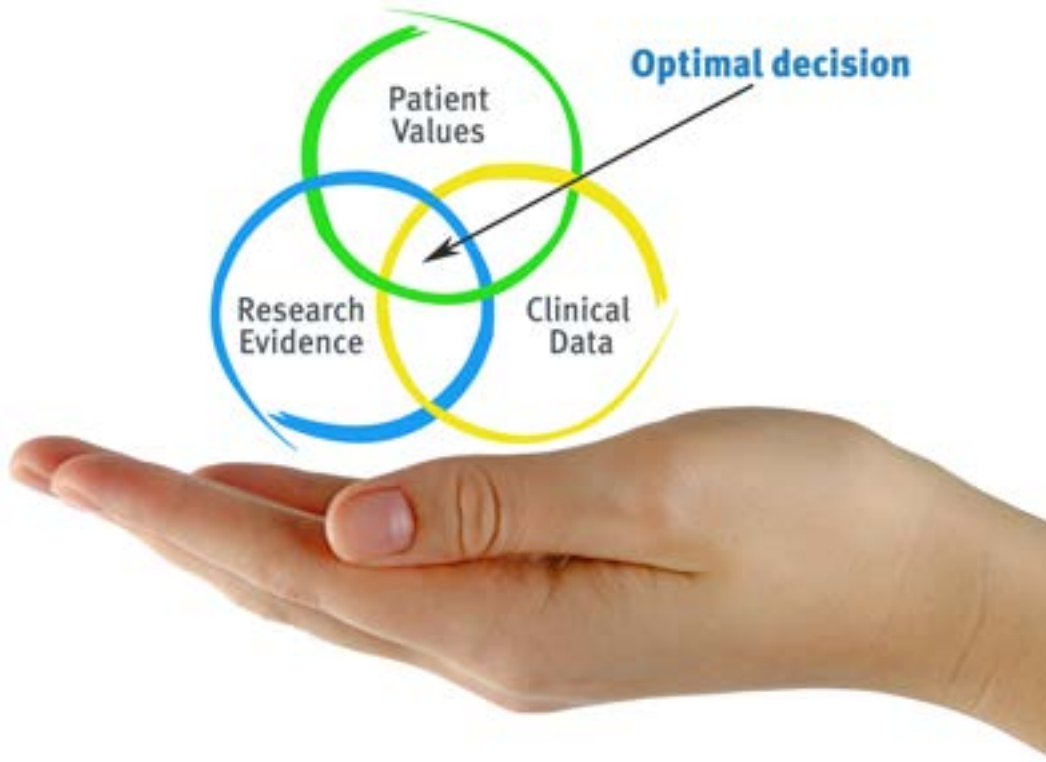 Optimal decision
Patient
Values
Research
Evidence
Clinical
Data